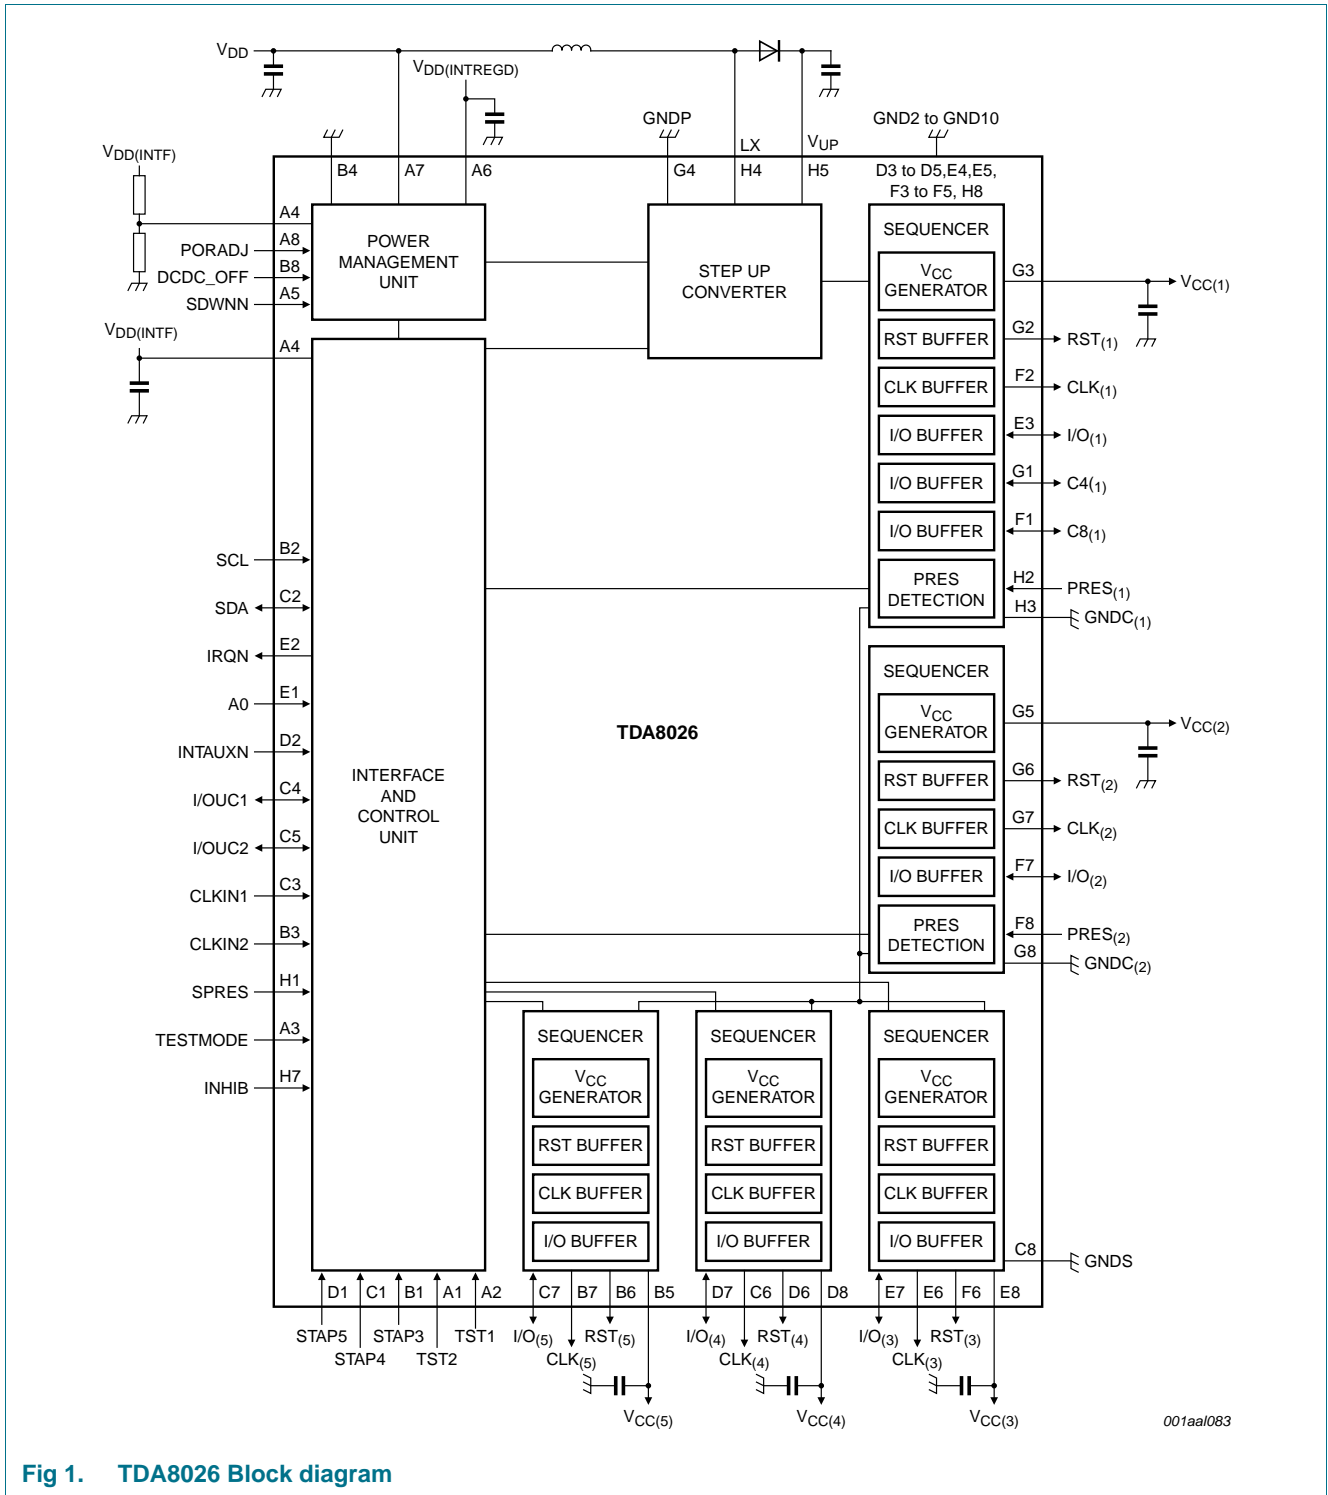 VDD
VDD(INTREGD)
GNDP
GND2 to GND10
LX
VUP
VDD(INTF)
B4
A7
A6
G4
H4
H5
D3 to D5,E4,E5,
F3 to F5, H8
A4
PORADJ
A8
DCDC_OFF
B8
SDWNN
A5
POWER
MANAGEMENT
UNIT
STEP UP
CONVERTER
VDD(INTF)
A4
SEQUENCER
VCC
GENERATOR
G3
VCC(1)
RST BUFFER
G2
RST(1)
CLK BUFFER
F2
CLK(1)
I/O BUFFER
E3
I/O(1)
I/O BUFFER
G1
C4(1)
I/O BUFFER
F1
C8(1)
PRES
DETECTION
H2
PRES(1)
H3
GNDC(1)
SCL
B2
SDA
C2
IRQN
E2
A0
E1
INTAUXN
D2
I/OUC1
C4
I/OUC2
C5
CLKIN1
C3
CLKIN2
B3
SPRES
H1
TESTMODE
A3
INHIB
H7
INTERFACE
AND
CONTROL
UNIT
TDA8026
SEQUENCER
VCC
GENERATOR
G5
VCC(2)
RST BUFFER
G6
RST(2)
CLK BUFFER
G7
CLK(2)
I/O BUFFER
F7
I/O(2)
PRES
DETECTION
F8
PRES(2)
G8
GNDC(2)
SEQUENCER
VCC
GENERATOR
RST BUFFER
CLK BUFFER
I/O BUFFER
SEQUENCER
VCC
GENERATOR
RST BUFFER
CLK BUFFER
I/O BUFFER
SEQUENCER
VCC
GENERATOR
RST BUFFER
CLK BUFFER
I/O BUFFER
C8
GNDS
D1
C1
B1
A1
A2
C7
B7
B6
B5
D7
C6
D6
D8
E7
E6
F6
E8
STAP5
STAP4
STAP3
TST2
TST1
I/O(5)
CLK(5)
RST(5)
VCC(5)
I/O(4)
CLK(4)
RST(4)
VCC(4)
I/O(3)
CLK(3)
RST(3)
VCC(3)
001aal083
Fig 1. TDA8026 Block diagram